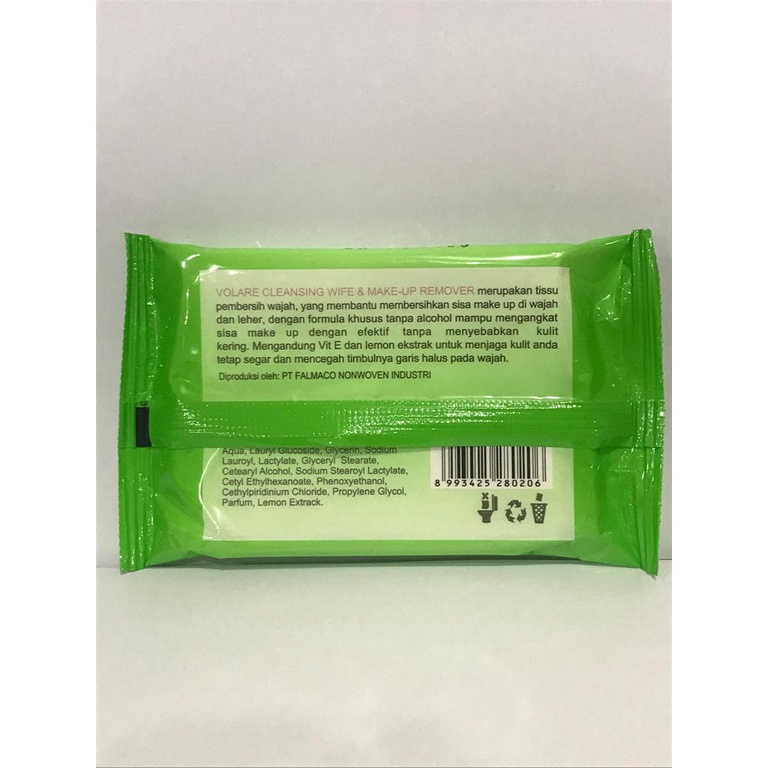 VOLARE CLEANSING WIFE & MAKE-UP REMOVER merupakan tissu
pembersih wajah, yang membantu membersihkan sisa make up di wajah
dan leher, dengan formula khusus tanpa alcohol mampu mengangkat
sisa make up dengan efektif tanpa menyebabkan kulit
kering. Mengandung Vit E dan lemon ekstrak untuk menjaga kulit anda
tetap segar dan mencegah timbulnya garis halus pada wajah.
Diproduksi oleh: PT FALMACO NONWOVEN INDUSTRI
Aqua, Lauryl Glucoside, Glycerin, Sodium
Lauroyl, Lactylate, Glyceryl Stearate,
Cetearyl Alcohol, Sodium Stearoyl Lactylate,
Cetyl Ethylhexanoate, Phenoxyethanol,
Cethylpiridinium Chloride, Propylene Glycol,
Parfum, Lemon Extrack.
8 993425 280206